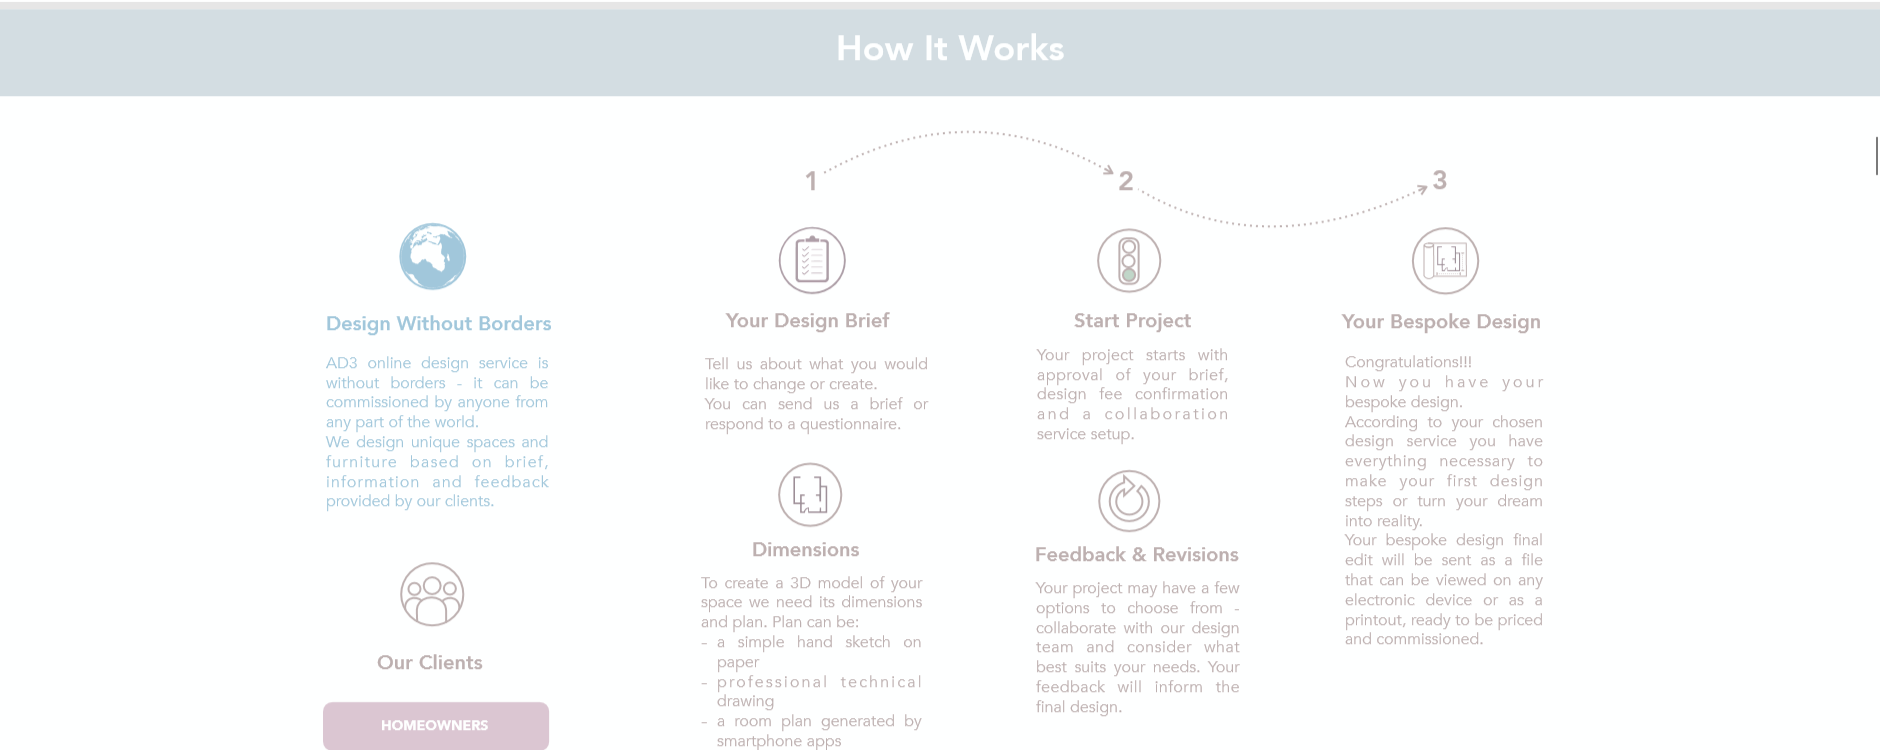 How It Works
1
2
3
Design Without Borders
AD3 online design service is
without borders - it can be
commissioned by anyone from
any part of the world.
We design unique spaces and
furniture based on brief,
information and feedback
provided by our clients.
Our Clients
HOMEOWNERS
Your Design Brief
Tell us about what you would
like to change or create.
You can send us a brief or
respond to a questionnaire.
Dimensions
To create a 3D model of your
space we need its dimensions
and plan. Plan can be:
- a simple hand sketch on
paper
- professional technical
drawing
- a room plan generated by
smartphone apps
Start Project
Your project starts with
approval of your brief,
design fee confirmation
and a collaboration
service setup.
Feedback & Revisions
Your project may have a few
options to choose from -
collaborate with our design
team and consider what
best suits your needs. Your
feedback will inform the
final design.
Your Bespoke Design
Congratulations!!!
Now you have your
bespoke design.
According to your chosen
design service you have
everything necessary to
make your first design
steps or turn your dream
into reality.
Your bespoke design final
edit will be sent as a file
that can be viewed on any
electronic device or as a
printout, ready to be priced
and commissioned.